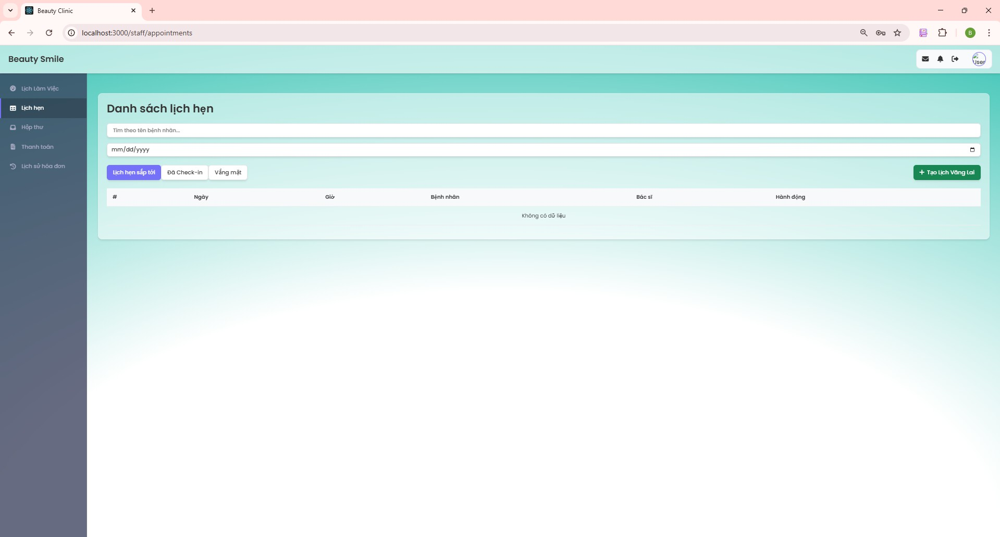 Beauty Clinic
localhost:3000/staff/appointments
B
Beauty Smile
User
Lịch Làm Việc
Lịch hẹn
Hộp thư
Thanh toán
Lịch sử hóa đơn
Danh sách lịch hẹn
Tìm theo tên bệnh nhân...
mm/dd/yyyy
Lịch hẹn sắp tới Đã Check-in Vắng mặt + Tạo Lịch Vãng Lai
# Ngày Giờ Bệnh nhân Bác sĩ Hành động
Không có dữ liệu